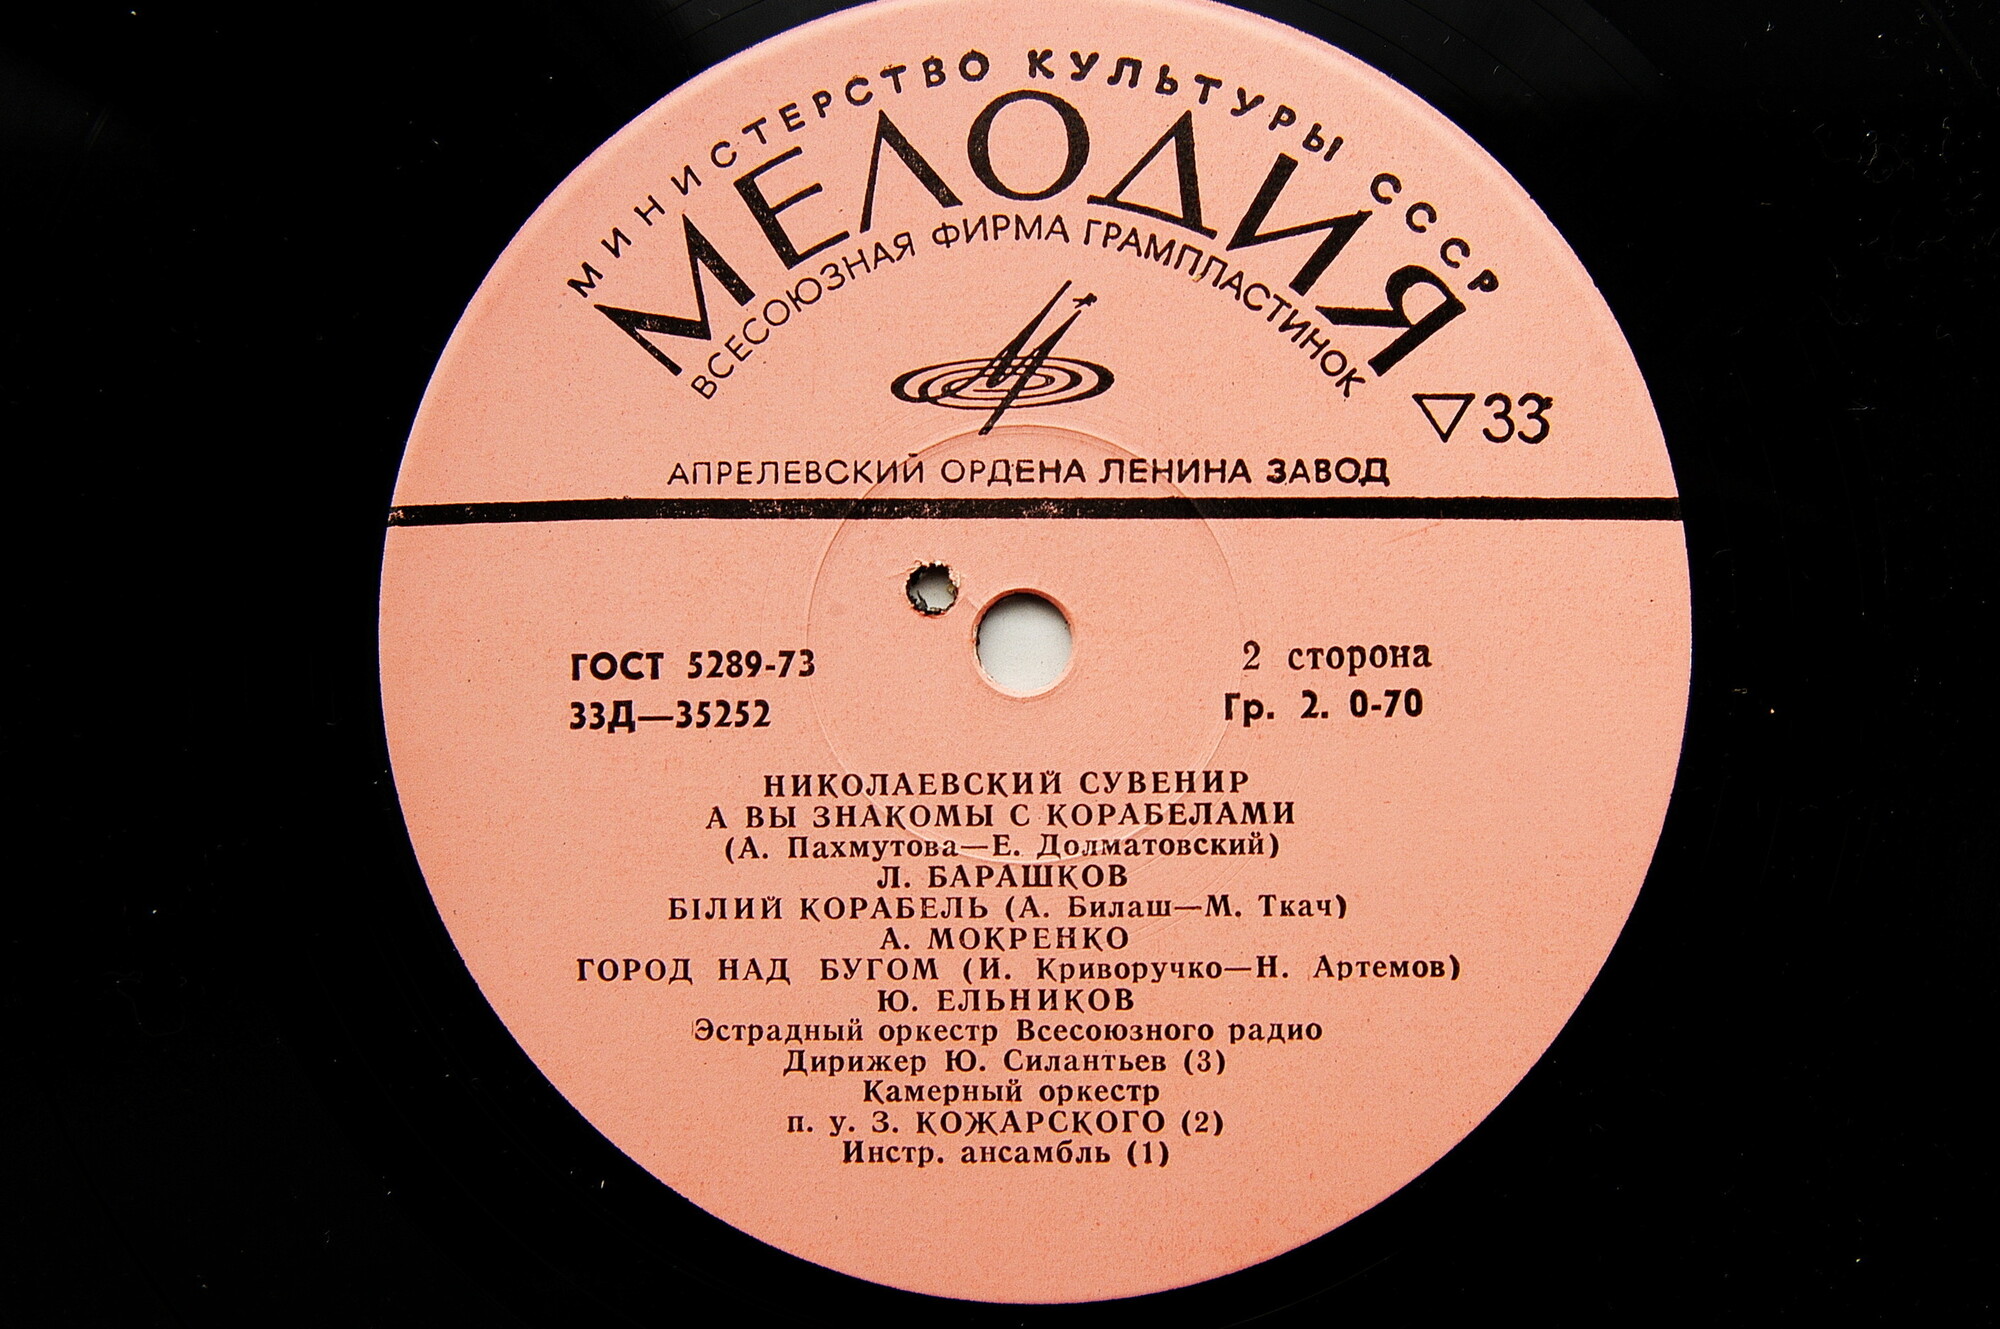 МИНИСТЕРСТВО КУЛЬТУРЫ СССР
МЕЛОДИЯ
ВСЕСОЮЗНАЯ ФИРМА ГРАМПЛАСТИНОК
▽33
АПРЕЛЕВСКИЙ ОРДЕНА ЛЕНИНА ЗАВОД
ГОСТ 5289-73
33Д—35252
2 сторона
Гр. 2. 0-70
НИКОЛАЕВСКИЙ СУВЕНИР
А ВЫ ЗНАКОМЫ С КОРАБЕЛАМИ
(А. Пахмутова—Е. Долматовский)
Л. БАРАШКОВ
БІЛИЙ КОРАБЕЛЬ (А. Билаш—М. Ткач)
А. МОКРЕНКО
ГОРОД НАД БУГОМ (И. Криворучко—Н. Артемов)
Ю. ЕЛЬНИКОВ
Эстрадный оркестр Всесоюзного радио
Дирижер Ю. Силантьев (3)
Камерный оркестр
п. у. З. КОЖАРСКОГО (2)
Инстр. ансамбль (1)